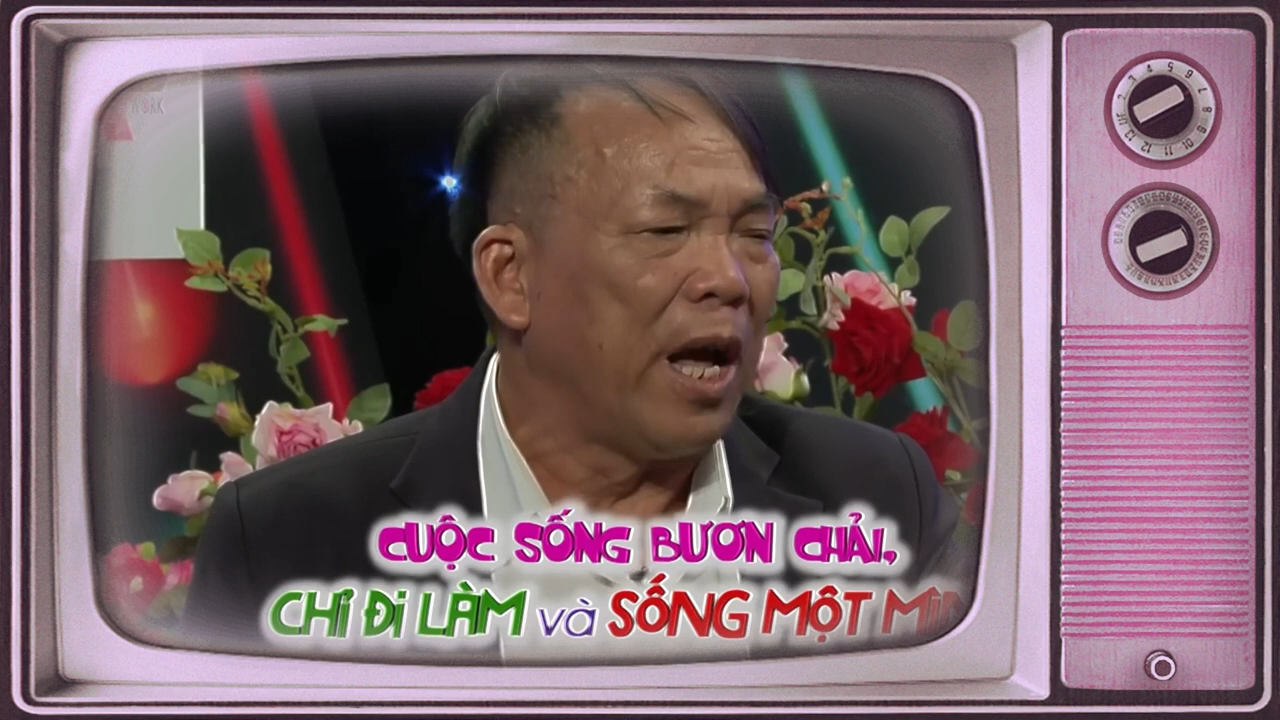 CUỘC SỐNG BƯƠN CHẢI,
CHỈ ĐI LÀM và SỐNG MỘT